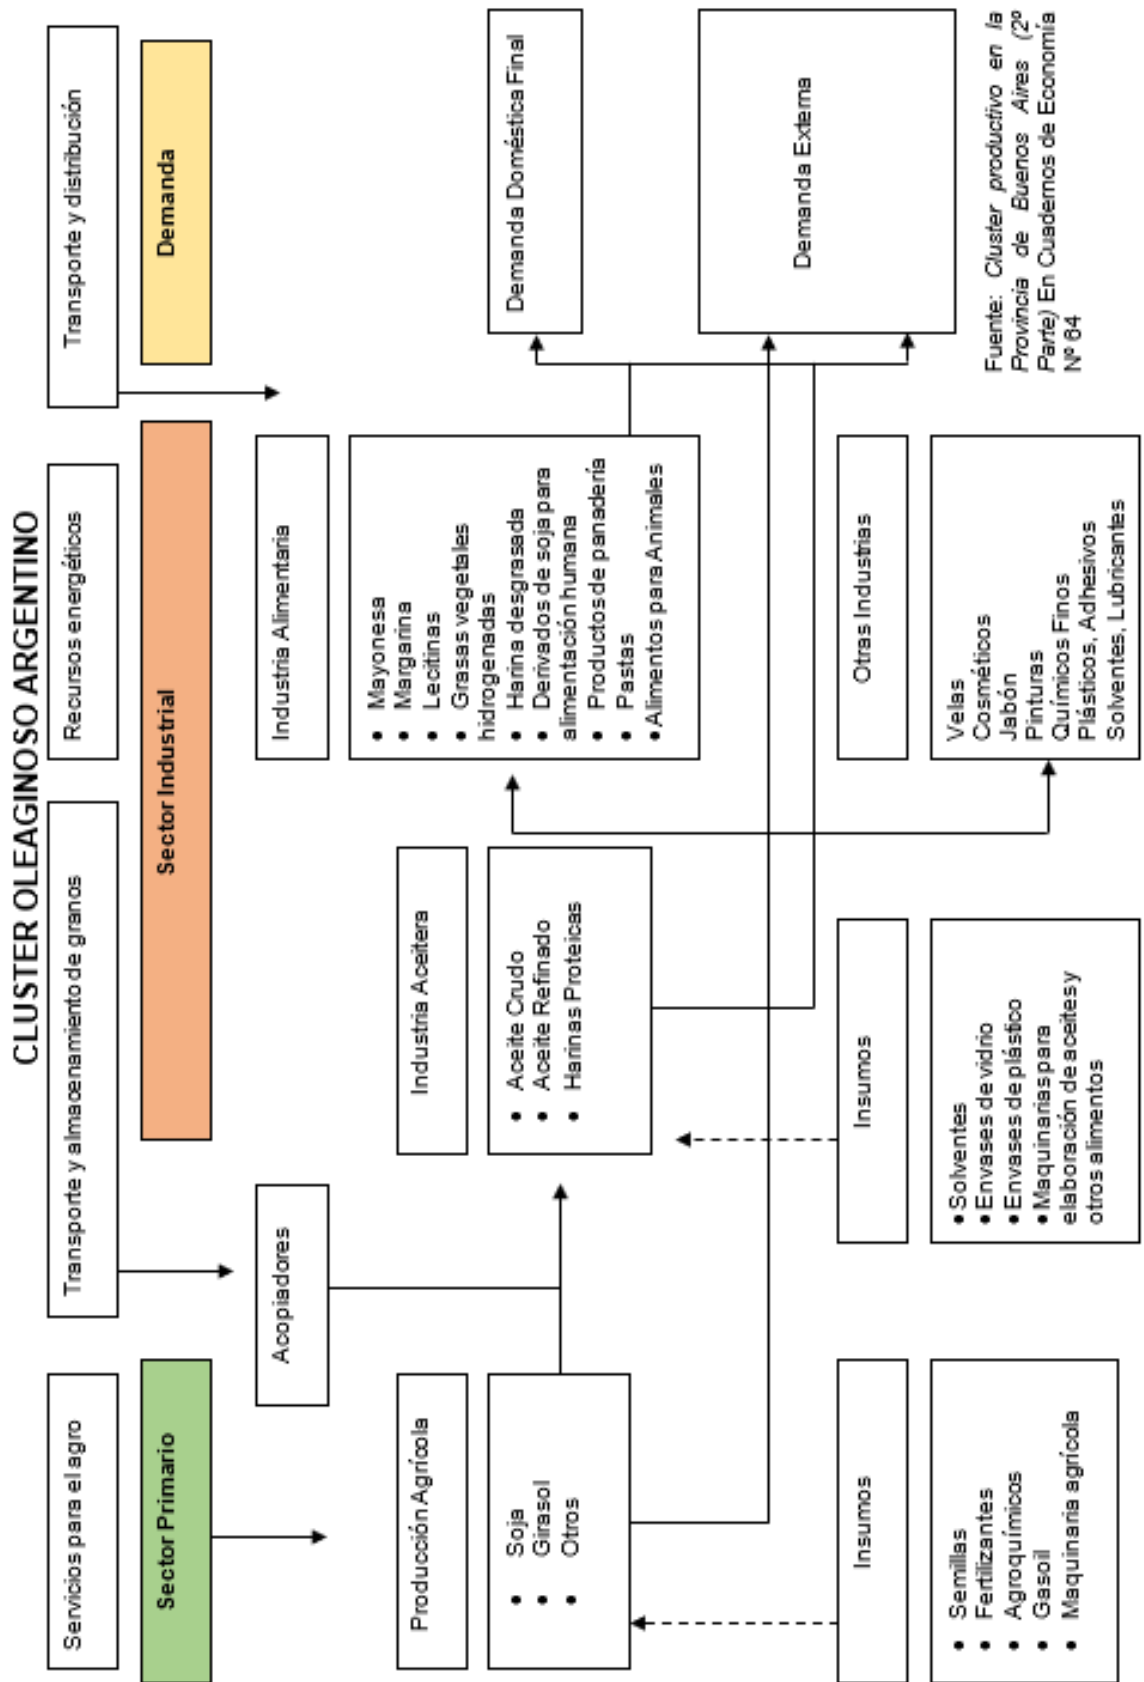 CLUSTER OLEAGINOSO ARGENTINO
Servicios para el agro
Transporte y almacenamiento de granos
Recursos energéticos
Transporte y distribución
Sector Primario
Sector Industrial
Demanda
Acopiadores
Producción Agrícola
• Soja
• Girasol
• Otros
Insumos
• Semillas
• Fertilizantes
• Agroquímicos
• Gasoil
• Maquinaria agrícola
Industria Aceitera
• Aceite Crudo
• Aceite Refinado
• Harinas Proteicas
Insumos
• Solventes
• Envases de vidrio
• Envases de plástico
• Maquinarias para
elaboración de aceites y
otros alimentos
Industria Alimentaria
• Mayonesa
• Margarina
• Lecitinas
• Grasas vegetales
hidrogenadas
• Harina desgrasada
• Derivados de soja para
alimentación humana
• Productos de panadería
• Pastas
• Alimentos para Animales
Otras Industrias
Velas
Cosméticos
Jabón
Pinturas
Químicos Finos
Plásticos, Adhesivos
Solventes, Lubricantes
Demanda Doméstica Final
Demanda Externa
Fuente: Cluster productivo en la
Provincia de Buenos Aires (2º
Parte) En Cuadernos de Economía
Nº 64